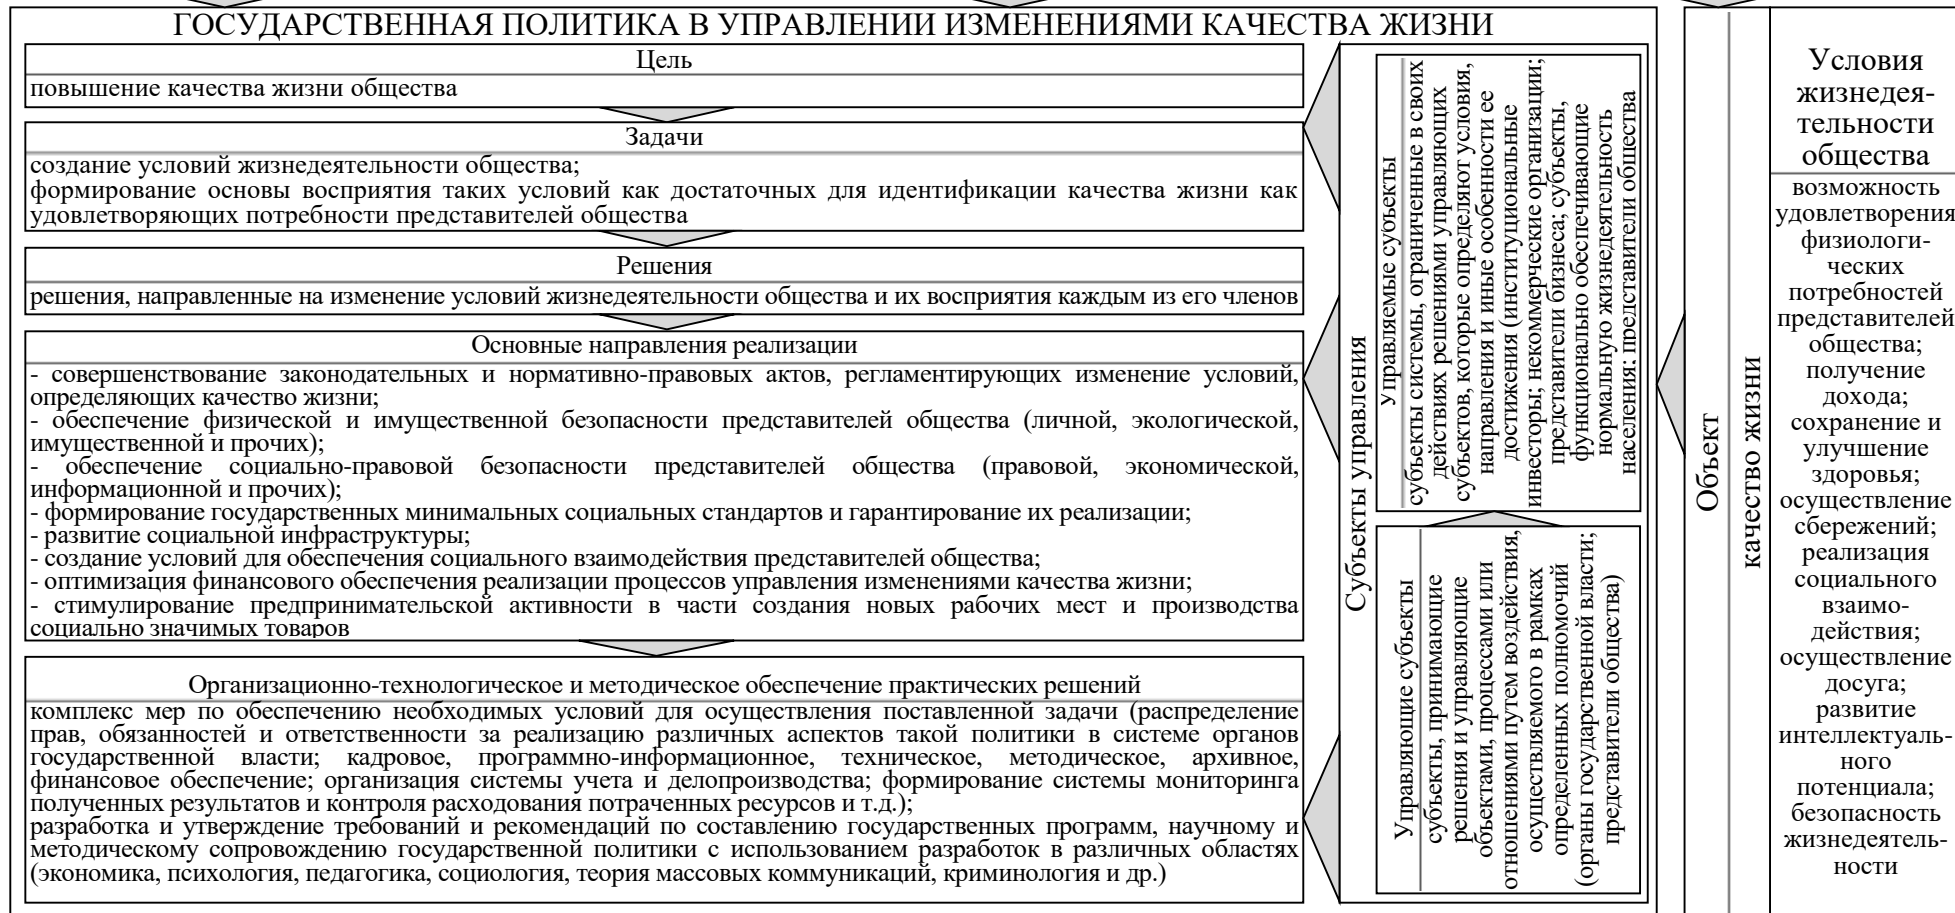 ГОСУДАРСТВЕННАЯ ПОЛИТИКА В УПРАВЛЕНИИ ИЗМЕНЕНИЯМИ КАЧЕСТВА ЖИЗНИ
Цель
повышение качества жизни общества
Задачи
создание условий жизнедеятельности общества;
формирование основы восприятия таких условий как достаточных для идентификации качества жизни как
удовлетворяющих потребности представителей общества
Решения
решения, направленные на изменение условий жизнедеятельности общества и их восприятия каждым из его членов
Основные направления реализации
- совершенствование законодательных и нормативно-правовых актов, регламентирующих изменение условий,
определяющих качество жизни;
- обеспечение физической и имущественной безопасности представителей общества (личной, экологической,
имущественной и прочих);
- обеспечение социально-правовой безопасности представителей общества (правовой, экономической,
информационной и прочих);
- формирование государственных минимальных социальных стандартов и гарантирование их реализации;
- развитие социальной инфраструктуры;
- создание условий для обеспечения социального взаимодействия представителей общества;
- оптимизация финансового обеспечения реализации процессов управления изменениями качества жизни;
- стимулирование предпринимательской активности в части создания новых рабочих мест и производства
социально значимых товаров
Организационно-технологическое и методическое обеспечение практических решений
комплекс мер по обеспечению необходимых условий для осуществления поставленной задачи (распределение
прав, обязанностей и ответственности за реализацию различных аспектов такой политики в системе органов
государственной власти; кадровое, программно-информационное, техническое, методическое, архивное,
финансовое обеспечение; организация системы учета и делопроизводства; формирование системы мониторинга
полученных результатов и контроля расходования потраченных ресурсов и т.д.);
разработка и утверждение требований и рекомендаций по составлению государственных программ, научному и
методическому сопровождению государственной политики с использованием разработок в различных областях
(экономика, психология, педагогика, социология, теория массовых коммуникаций, криминология и др.)
Субъекты управления
Управляемые субъекты
субъекты системы, ограниченные в своих
действиях решениями управляющих
субъектов, которые определяют условия,
направления и иные особенности ее
достижения (институциональные
инвесторы; некоммерческие организации;
представители бизнеса; субъекты,
функционально обеспечивающие
нормальную жизнедеятельность
населения; представители общества
Управляющие субъекты
субъекты, принимающие
решения и управляющие
объектами, процессами или
отношениями путем воздействия,
осуществляемого в рамках
определенных полномочий
(органы государственной власти;
представители общества)
Объект
качество жизни
Условия
жизнедея-
тельности
общества
возможность
удовлетворения
физиологи-
ческих
потребностей
представителей
общества;
получение
дохода;
сохранение и
улучшение
здоровья;
осуществление
сбережений;
реализация
социального
взаимо-
действия;
осуществление
досуга;
развитие
интеллектуаль-
ного
потенциала;
безопасность
жизнедеятель-
ности